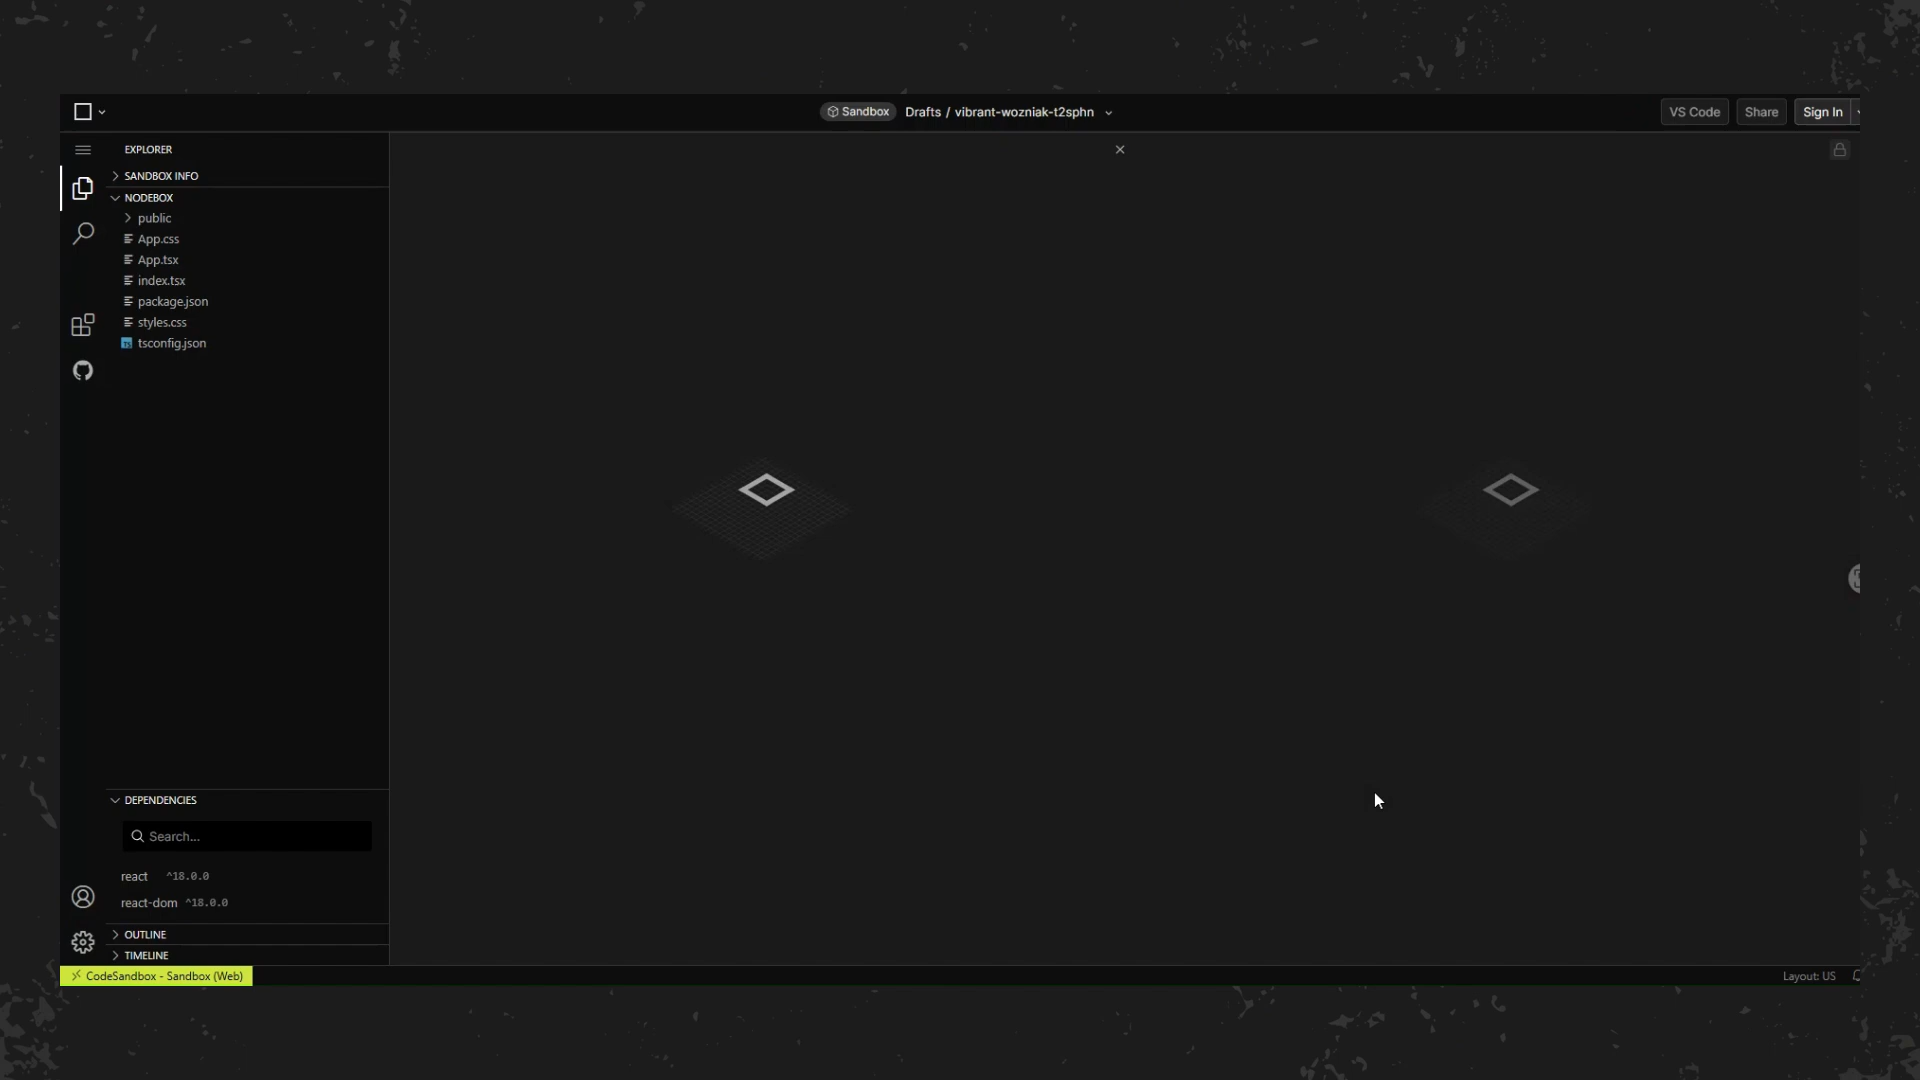 Sandbox Drafts / vibrant-wozniak-t2sphn
VS Code
Share
Sign In
EXPLORER
SANDBOX INFO
NODEBOX
public
App.css
App.tsx
index.tsx
package.json
styles.css
TS tsconfig.json
DEPENDENCIES
Search...
react ^18.0.0
react-dom ^18.0.0
OUTLINE
TIMELINE
CodeSandbox - Sandbox (Web)
Layout: US